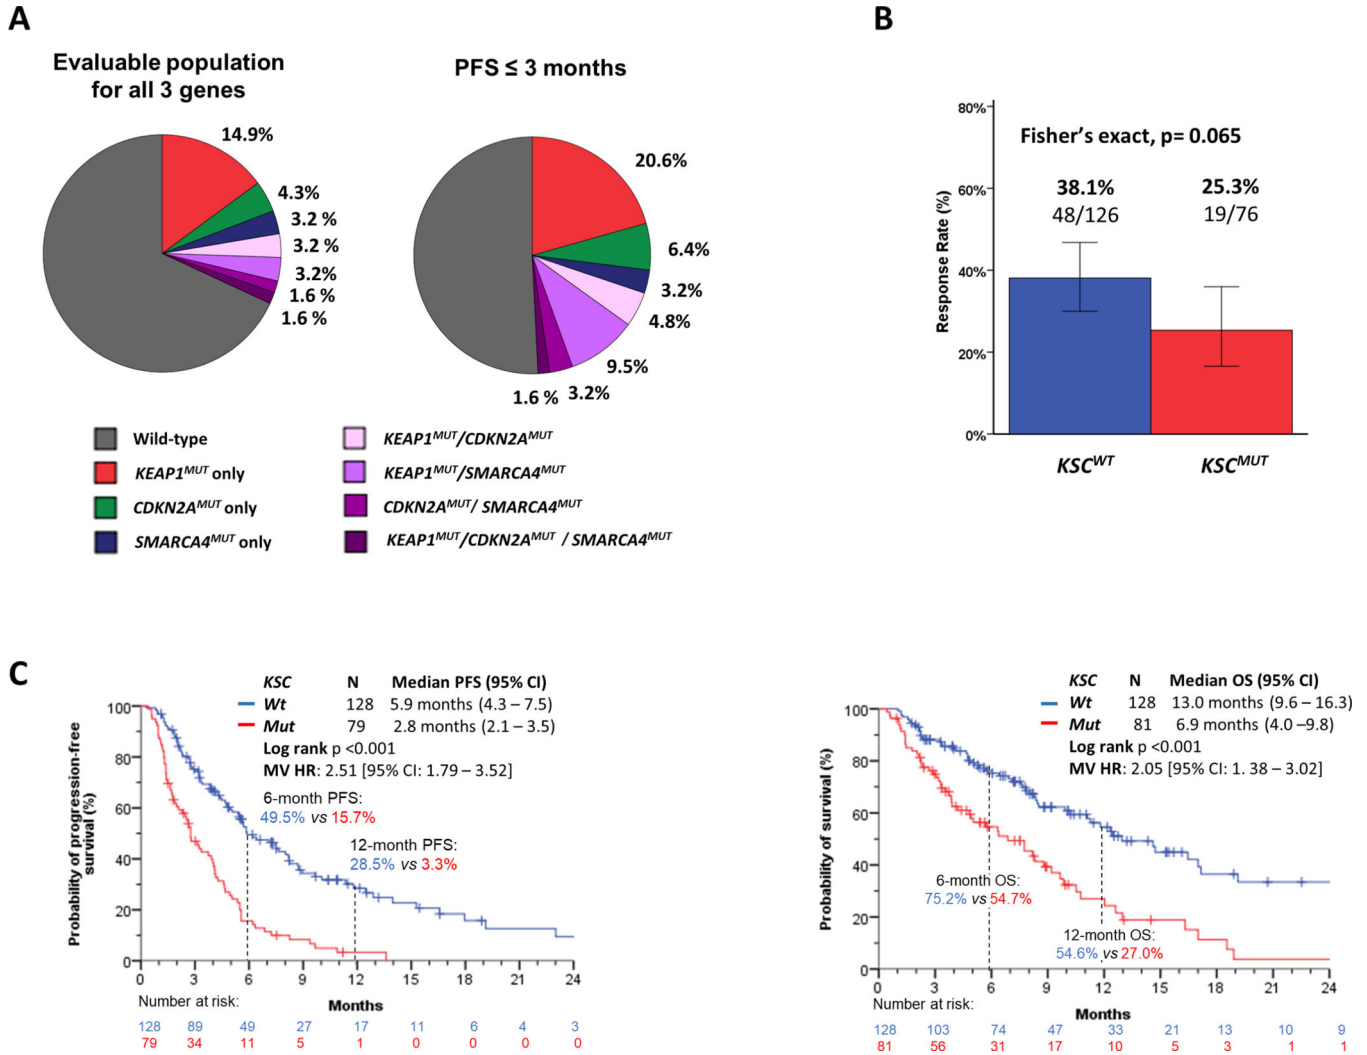 A
B
Evaluable population
for all 3 genes
PFS ≤ 3 months
14.9%
4.3%
3.2 %
3.2 %
3.2%
1.6 %
1.6 %
20.6%
6.4%
3.2%
4.8%
9.5%
3.2%
1.6 %
Wild-type
KEAP1MUT only
CDKN2AMUT only
SMARCA4MUT only
KEAP1MUT/CDKN2AMUT
KEAP1MUT/SMARCA4MUT
CDKN2AMUT/ SMARCA4MUT
KEAP1MUT/CDKN2AMUT / SMARCA4MUT
Response Rate (%)
80%
60%
40%
20%
0%
Fisher's exact, p= 0.065
38.1% 25.3%
48/126 19/76
KSCWT KSCMUT
C
KSC N Median PFS (95% CI)
Wt 128 5.9 months (4.3 – 7.5)
Mut 79 2.8 months (2.1 – 3.5)
Log rank p <0.001
MV HR: 2.51 [95% CI: 1.79 – 3.52]
6-month PFS:
49.5% vs 15.7%
12-month PFS:
28.5% vs 3.3%
Probability of progression-free
survival (%)
100
80
60
40
20
0
0 3 6 9 12 15 18 21 24
Number at risk:
Months
128 89 49 27 17 11 6 4 3
79 34 11 5 1 0 0 0 0
KSC N Median OS (95% CI)
Wt 128 13.0 months (9.6 – 16.3)
Mut 81 6.9 months (4.0 –9.8)
Log rank p <0.001
MV HR: 2.05 [95% CI: 1. 38 – 3.02]
6-month OS:
75.2% vs 54.7%
12-month OS:
54.6% vs 27.0%
Probability of survival (%)
100
80
60
40
20
0
0 3 6 9 12 15 18 21 24
Number at risk:
Months
128 103 74 47 33 21 13 10 9
81 56 31 17 10 5 3 1 1